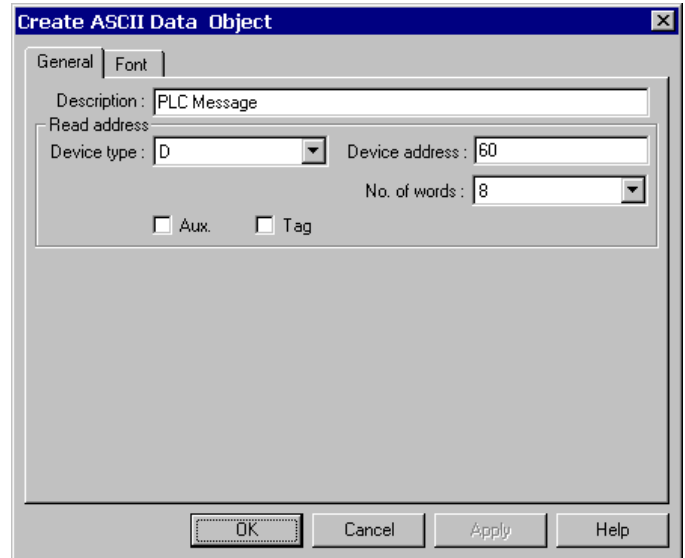 Create ASCII Data Object
General Font
Description : PLC Message
Read address
Device type : D Device address : 60
No. of words : 8
Aux. Tag
OK Cancel Apply Help